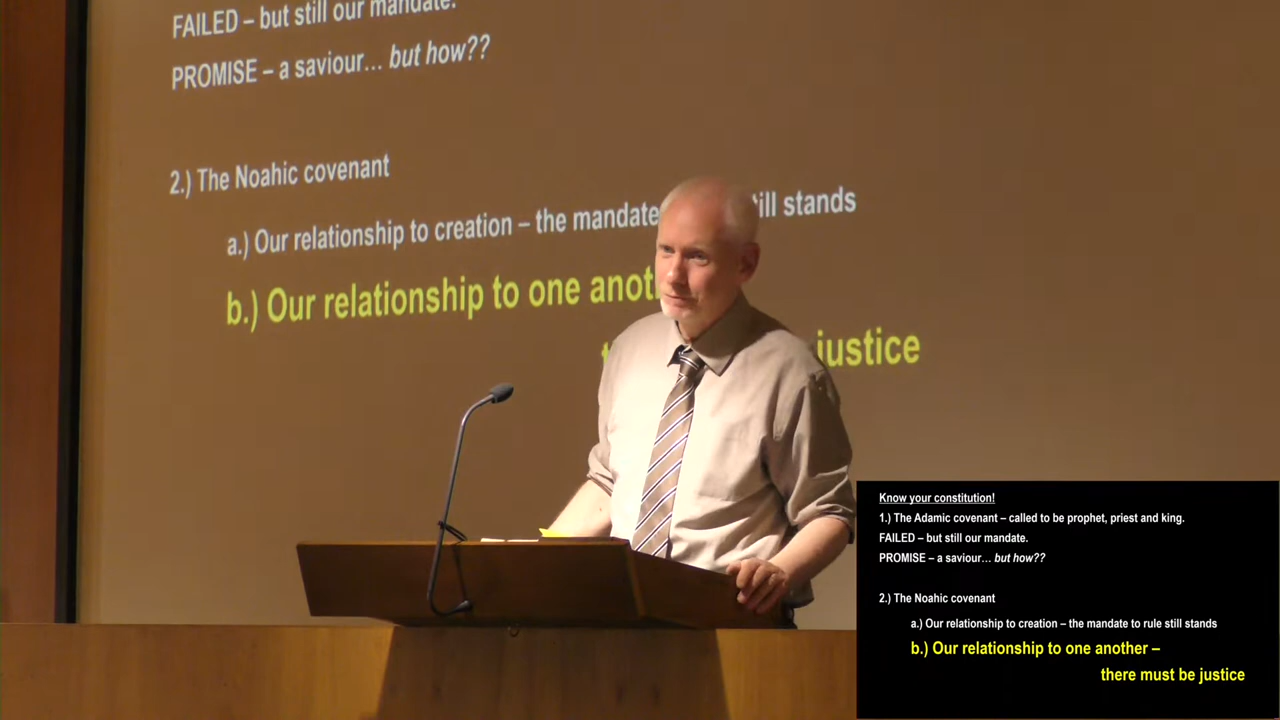 FAILED – but still our mandate.
PROMISE – a saviour… but how??
2.) The Noahic covenant
a.) Our relationship to creation – the mandate still stands
b.) Our relationship to one
justice
Know your constitution!
1.) The Adamic covenant – called to be prophet, priest and king.
FAILED – but still our mandate.
PROMISE – a saviour… but how??
2.) The Noahic covenant
a.) Our relationship to creation – the mandate to rule still stands
b.) Our relationship to one another –
there must be justice